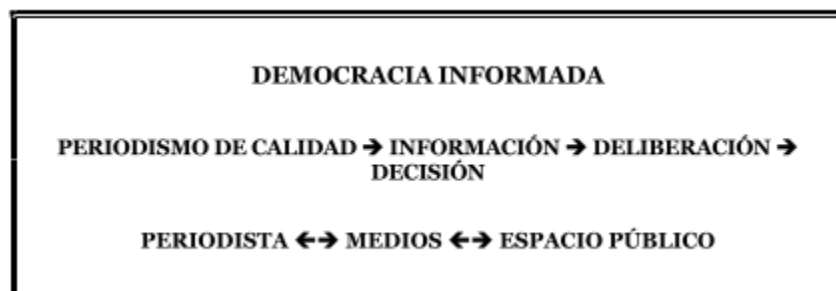 DEMOCRACIA INFORMADA
PERIODISMO DE CALIDAD → INFORMACIÓN → DELIBERACIÓN →
DECISIÓN
PERIODISTA ←→ MEDIOS ←→ ESPACIO PÚBLICO